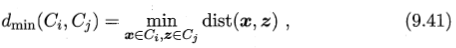 d_min(C_i, C_j) = min_{x∈C_i, z∈C_j} dist(x, z) , (9.41)